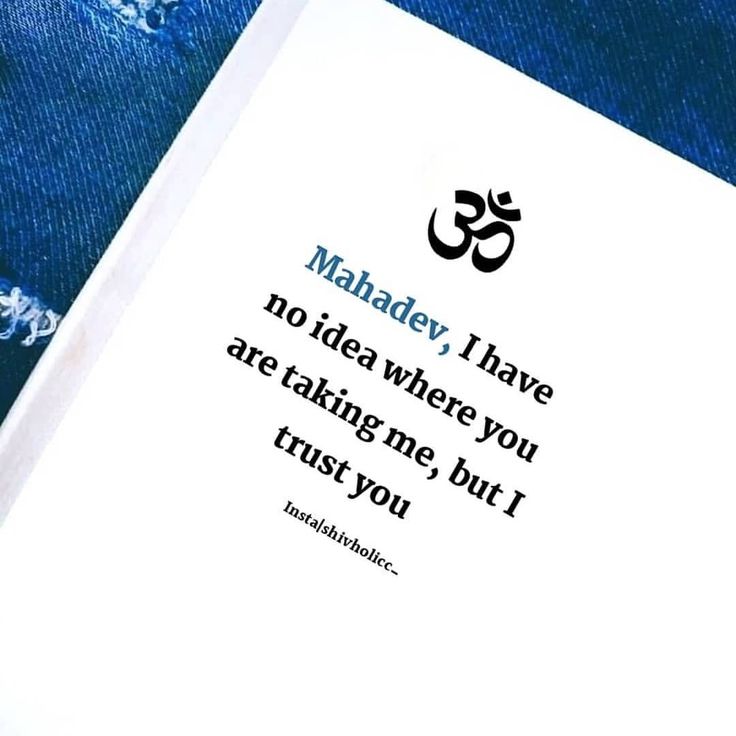 ॐ
Mahadev, I have
no idea where you
are taking me, but I
trust you
Insta|shivholicc_